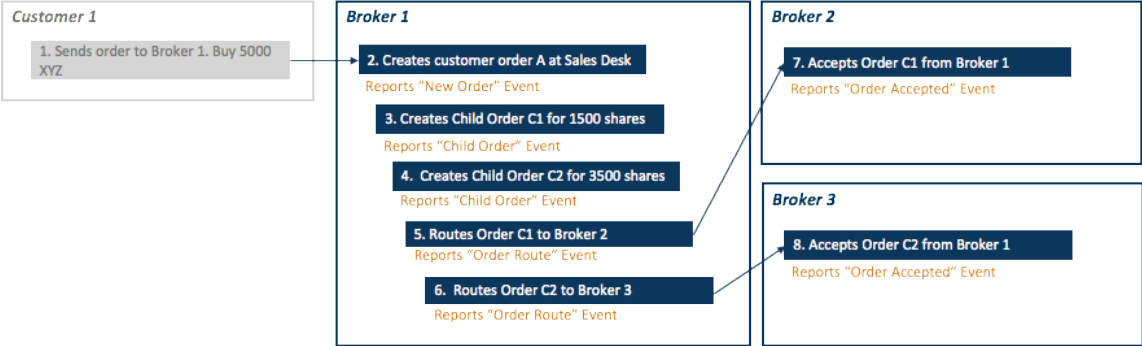 Customer 1
1. Sends order to Broker 1. Buy 5000
XYZ
Broker 1
2. Creates customer order A at Sales Desk
Reports "New Order" Event
3. Creates Child Order C1 for 1500 shares
Reports "Child Order" Event
4. Creates Child Order C2 for 3500 shares
Reports "Child Order" Event
5. Routes Order C1 to Broker 2
Reports "Order Route" Event
6. Routes Order C2 to Broker 3
Reports "Order Route" Event
Broker 2
7. Accepts Order C1 from Broker 1
Reports "Order Accepted" Event
Broker 3
8. Accepts Order C2 from Broker 1
Reports "Order Accepted" Event